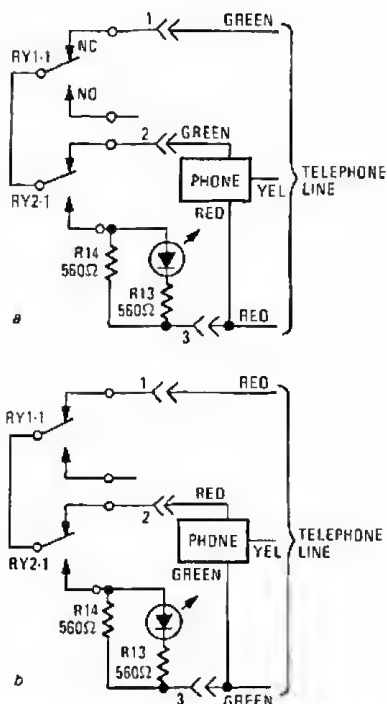 1 GREEN
RY1-1 NC
NO
2 GREEN
RY2-1 PHONE YEL TELEPHONE LINE
RED
R14 560Ω
R13 560Ω
a 3 RED
1 RED
RY1-1
2 RED
RY2-1 PHONE YEL TELEPHONE LINE
GREEN
R14 560Ω
R13 560Ω
b 3 GREEN